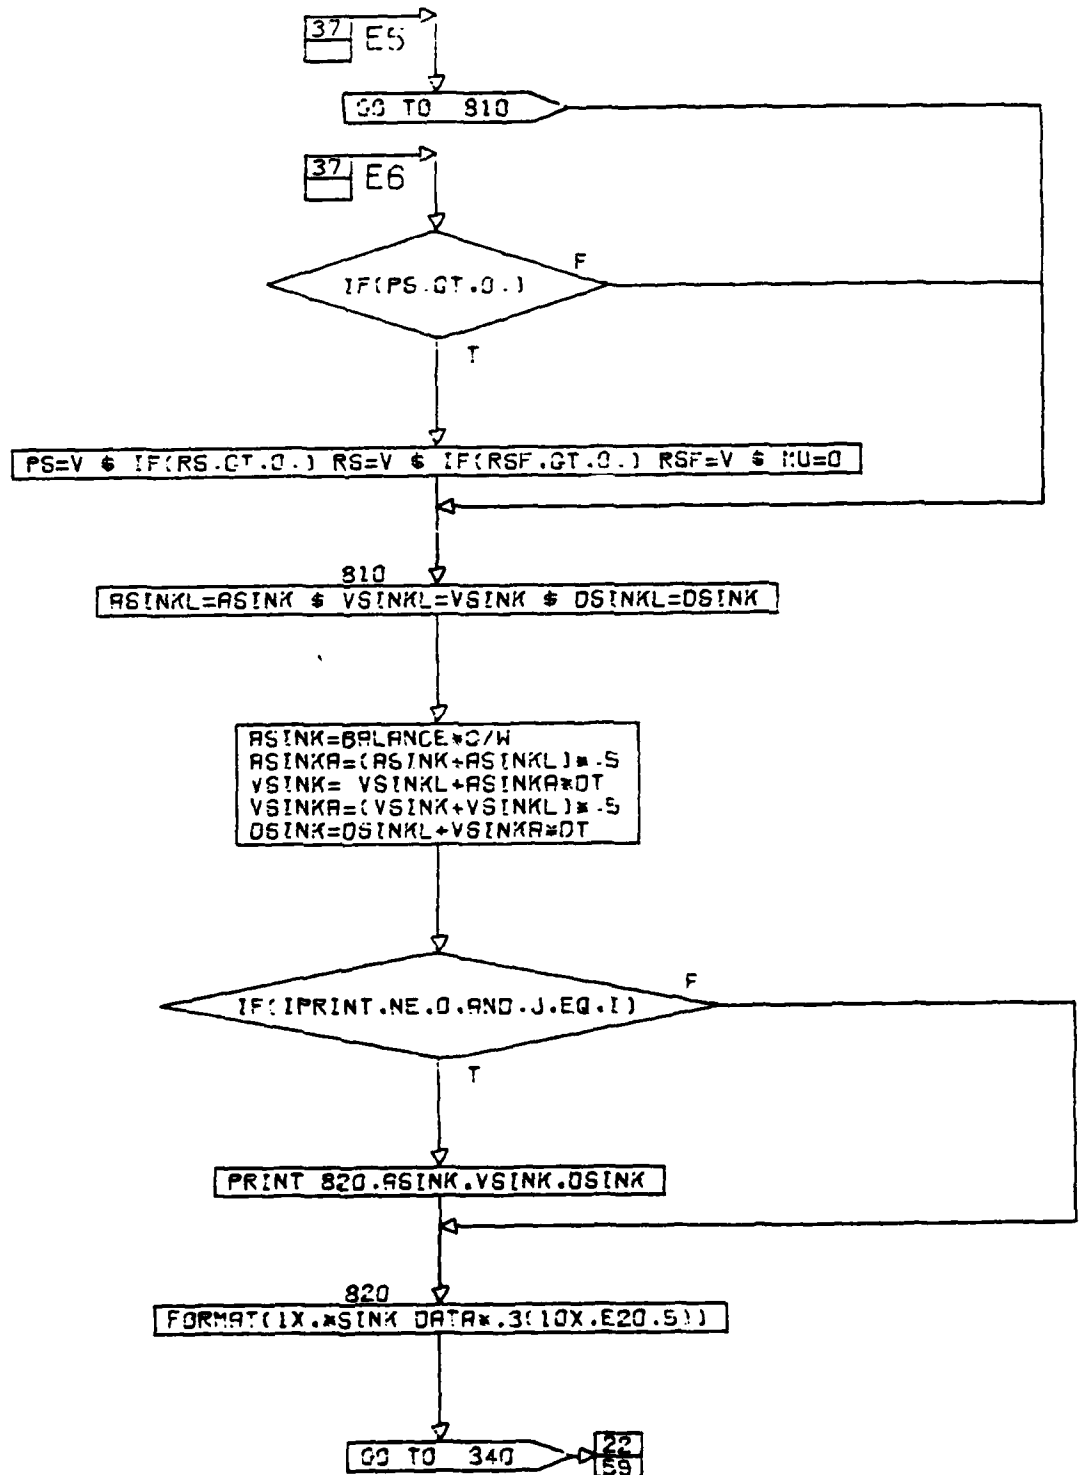 37 E5
GO TO 810
37 E6
IF(PS.GT.0.)
F
T
PS=V $ IF(RS.GT.0.) RS=V $ IF(RSF.GT.0.) RSF=V $ MU=0
810
ASINKL=ASINK $ VSINKL=VSINK $ DSINKL=DSINK
ASINK=BALANCE*G/W
ASINKA=(ASINK+ASINKL)*.5
VSINK= VSINKL+ASINKA*DT
VSINKA=(VSINK+VSINKL)*.5
DSINK=DSINKL+VSINKA*DT
IF(IPRINT.NE.0.AND.J.EQ.I)
F
T
PRINT 820.ASINK.VSINK.DSINK
820
FORMAT(1X.*SINK DATA*.3(10X.E20.5))
GO TO 340
22
59